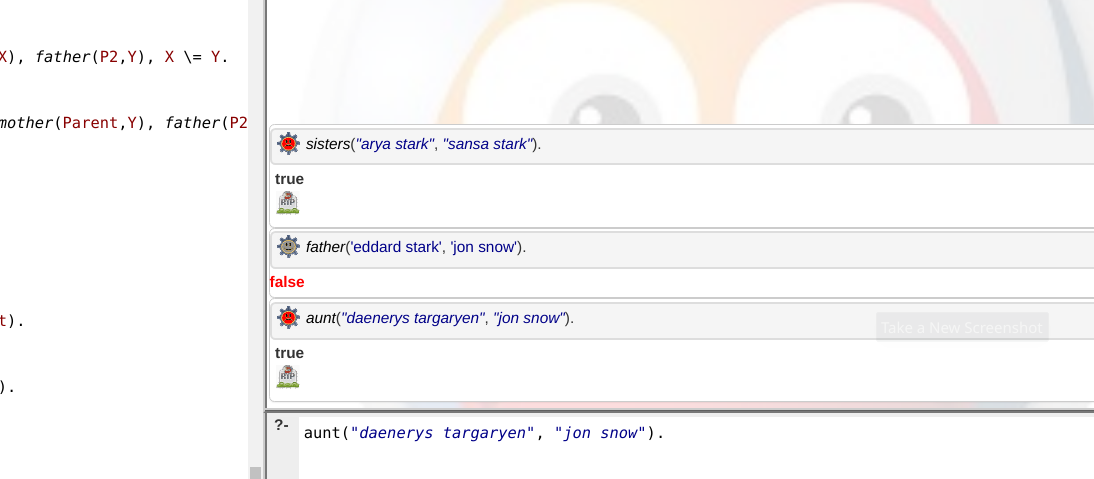 X), father(P2,Y), X \= Y.
mother(Parent,Y), father(P2
t).
).
sisters("arya stark", "sansa stark").
true
RIP
father('eddard stark', 'jon snow').
false
aunt("daenerys targaryen", "jon snow").
Take a New Screenshot
true
RIP
?- aunt("daenerys targaryen", "jon snow").